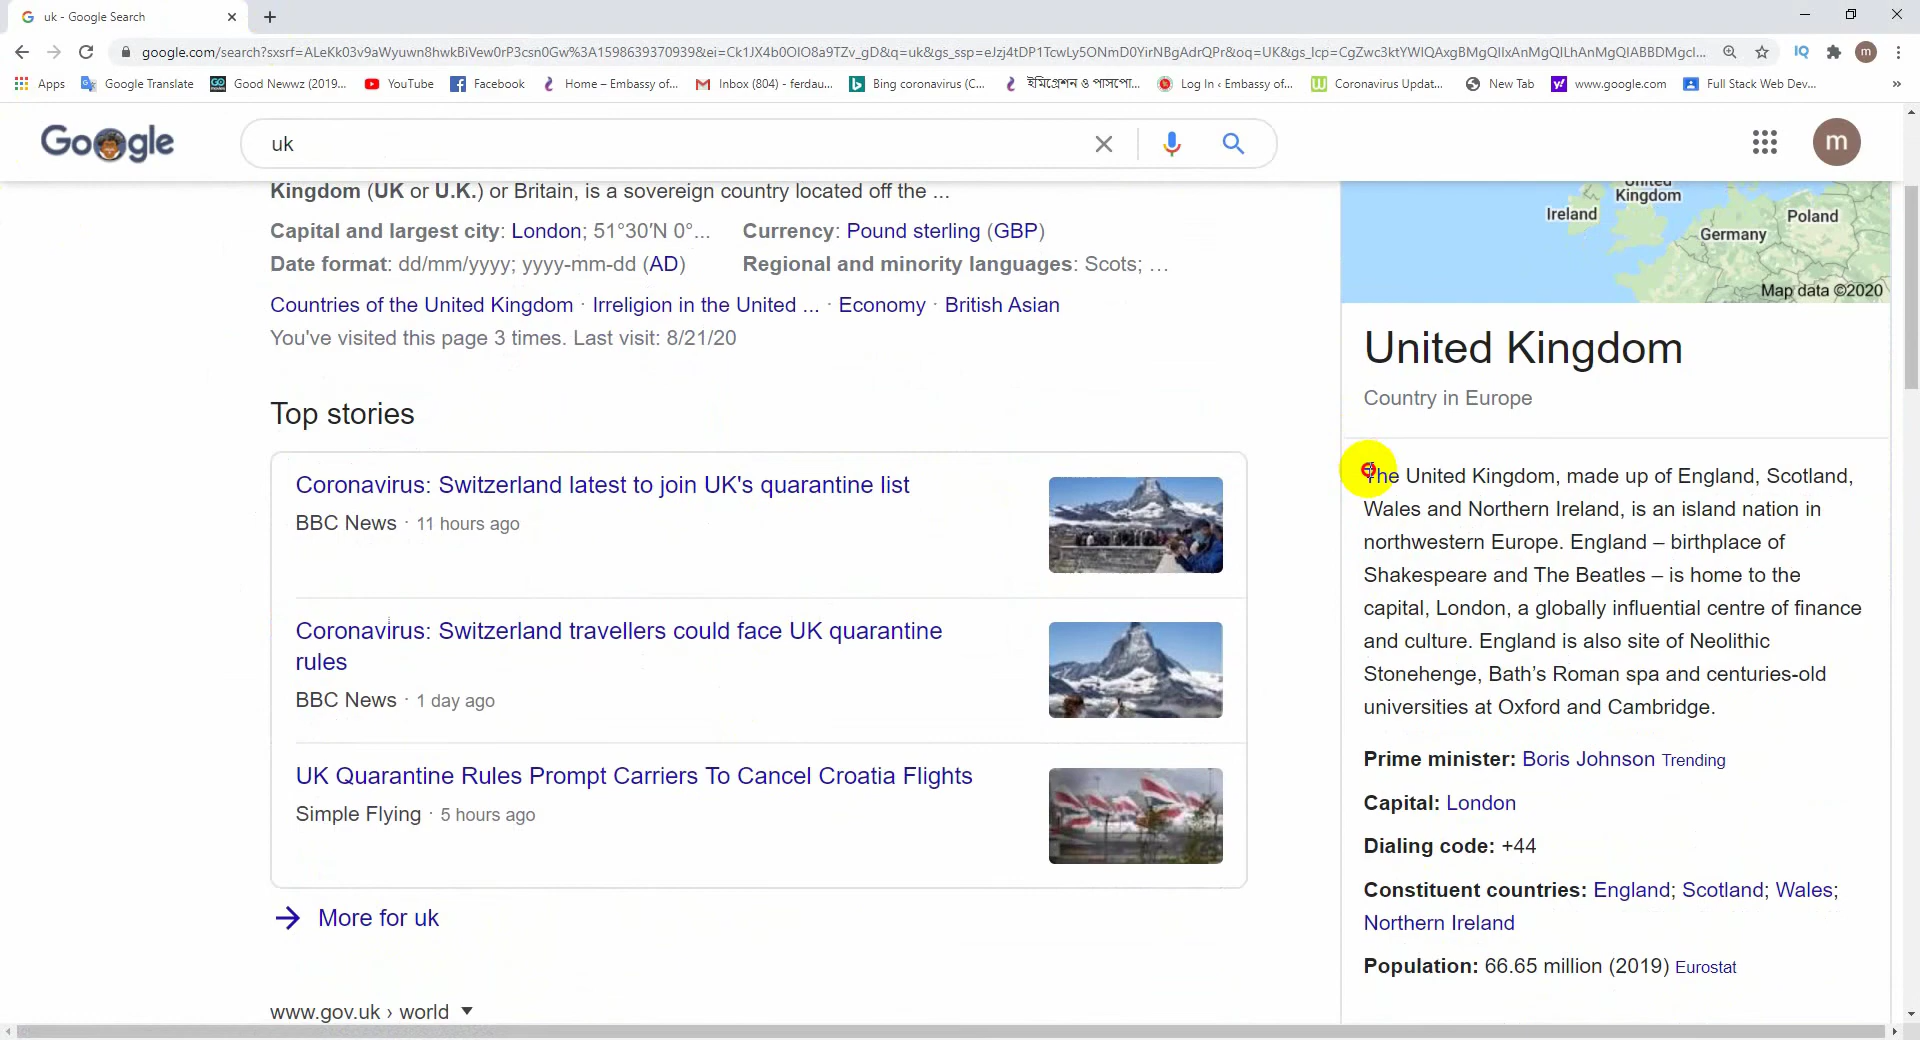 uk - Google Search
google.com/search?sxsrf=ALeKk03v9aWyuwn8hwkBiVew0rP3csn0Gw%3A1598639370939&ei=Ck1JX4b0OIO8a9TZv_gD&q=uk&gs_ssp=eJzj4tDP1TcwLy5ONmD0YirNBgAdrQPr&oq=UK&gs_lcp=CgZwc3ktYWIQAxgBMgQIIxAnMgQILhAnMgQIABBDMgcl...
m
Apps
Google Translate
Good Newwz (2019...
YouTube
Facebook
Home – Embassy of...
Inbox (804) - ferdau...
Bing coronavirus (C...
ইমিগ্রেশন ও পাসপো...
Log In ‹ Embassy of...
Coronavirus Updat...
New Tab
www.google.com
Full Stack Web Dev...
»
Google
uk
m
Kingdom (UK or U.K.) or Britain, is a sovereign country located off the ...
Capital and largest city: London; 51°30′N 0°... Currency: Pound sterling (GBP)
Date format: dd/mm/yyyy; yyyy-mm-dd (AD) Regional and minority languages: Scots; ...
Countries of the United Kingdom · Irreligion in the United ... · Economy · British Asian
You've visited this page 3 times. Last visit: 8/21/20
Top stories
Coronavirus: Switzerland latest to join UK's quarantine list
BBC News · 11 hours ago
Coronavirus: Switzerland travellers could face UK quarantine
rules
BBC News · 1 day ago
UK Quarantine Rules Prompt Carriers To Cancel Croatia Flights
Simple Flying · 5 hours ago
More for uk
www.gov.uk › world
United
Kingdom
Ireland
Poland
Germany
Map data ©2020
United Kingdom
Country in Europe
The United Kingdom, made up of England, Scotland,
Wales and Northern Ireland, is an island nation in
northwestern Europe. England – birthplace of
Shakespeare and The Beatles – is home to the
capital, London, a globally influential centre of finance
and culture. England is also site of Neolithic
Stonehenge, Bath’s Roman spa and centuries-old
universities at Oxford and Cambridge.
Prime minister: Boris Johnson Trending
Capital: London
Dialing code: +44
Constituent countries: England; Scotland; Wales;
Northern Ireland
Population: 66.65 million (2019) Eurostat